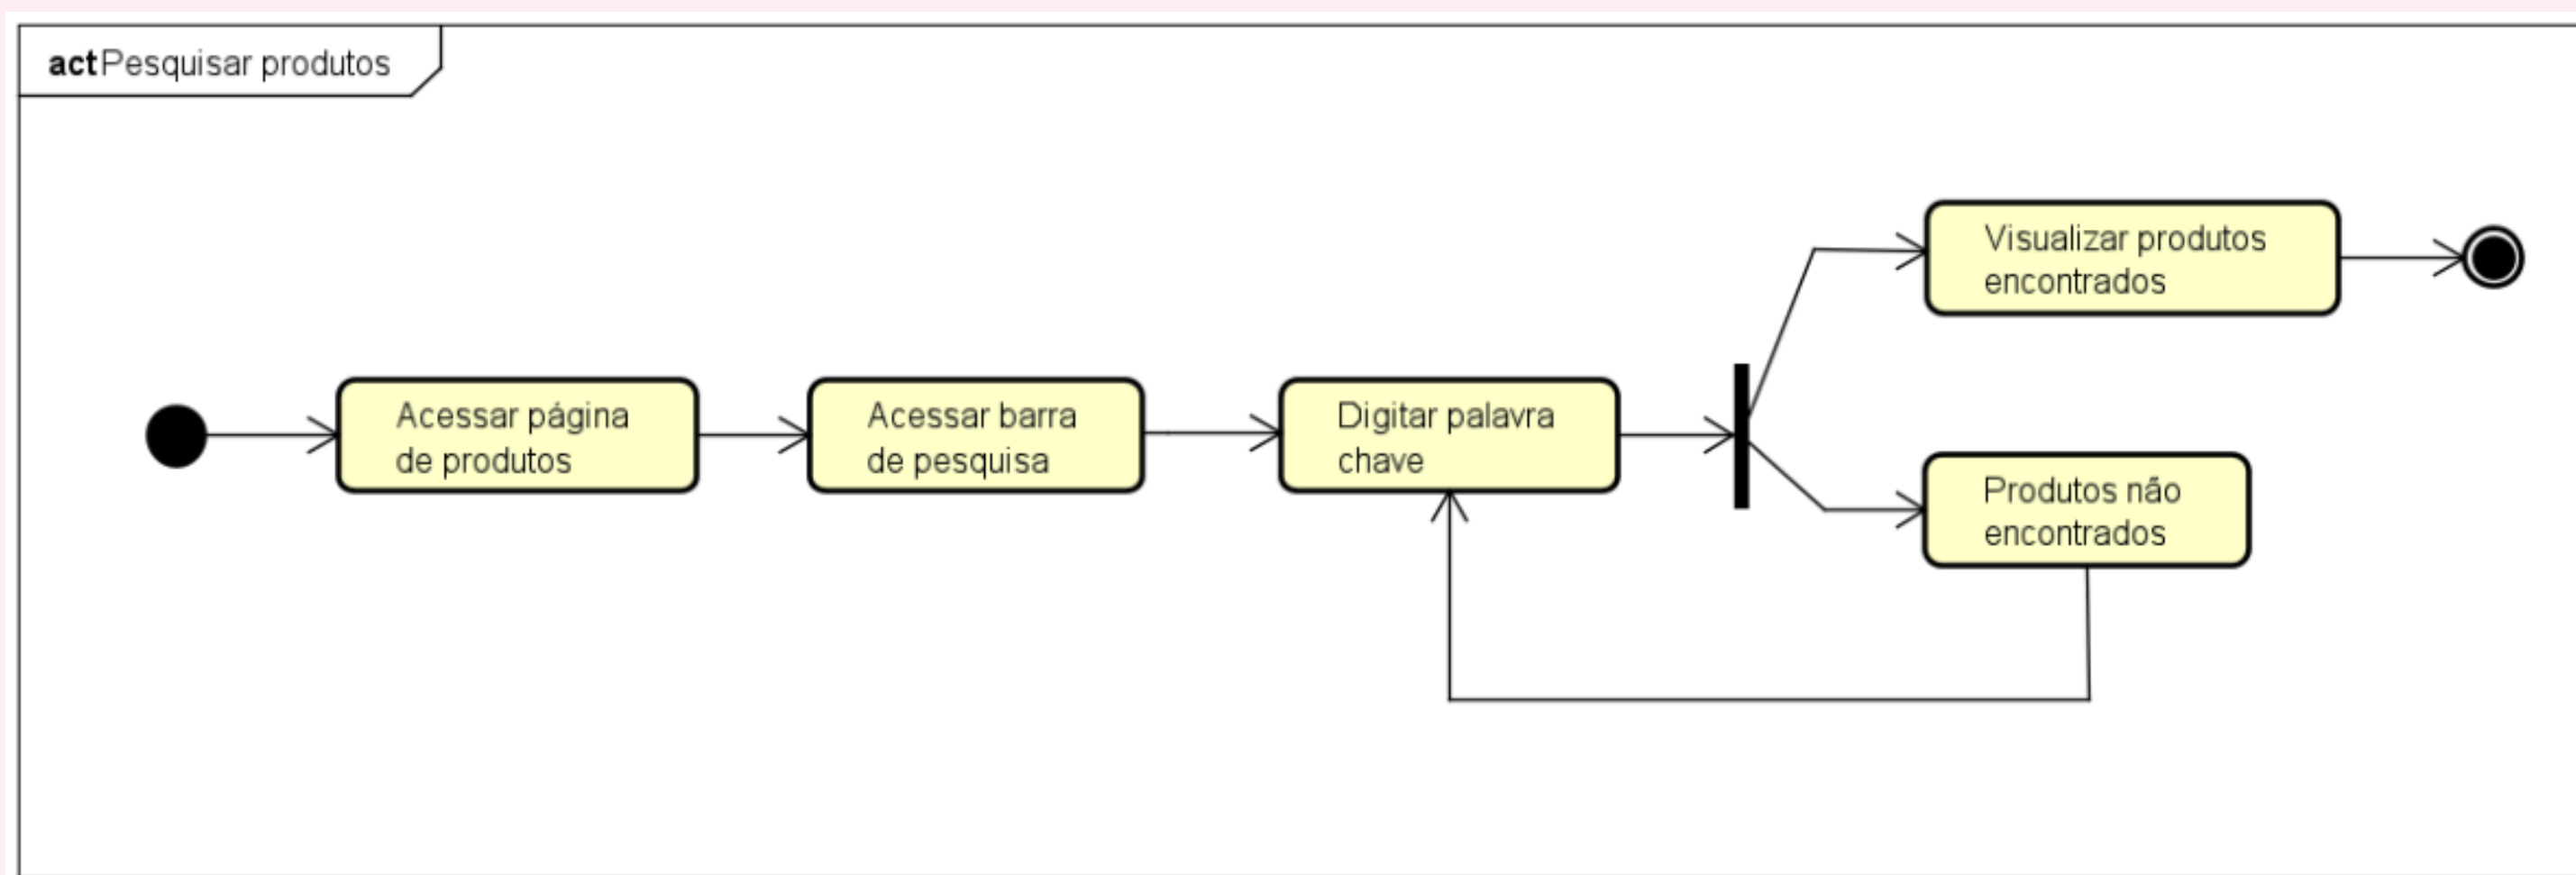 act Pesquisar produtos
Visualizar produtos
encontrados
Acessar página
de produtos
Acessar barra
de pesquisa
Digitar palavra
chave
Produtos não
encontrados